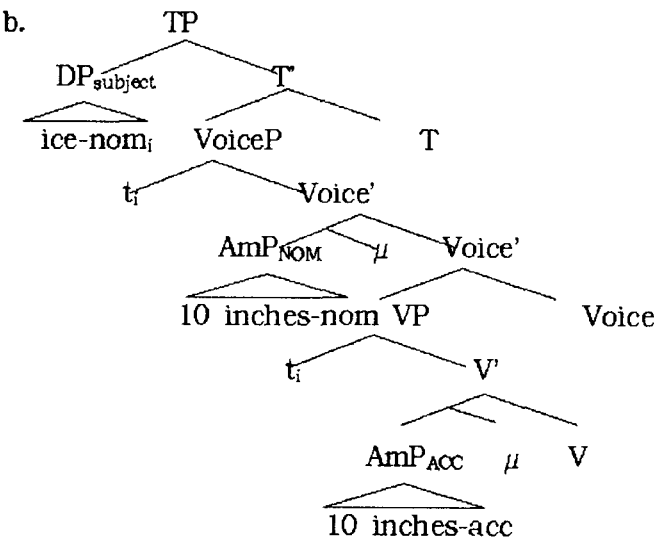 b. TP
DPsubject T'
ice-nomi VoiceP T
ti Voice'
AmPNOM μ Voice'
10 inches-nom VP Voice
ti V'
AmPACC μ V
10 inches-acc